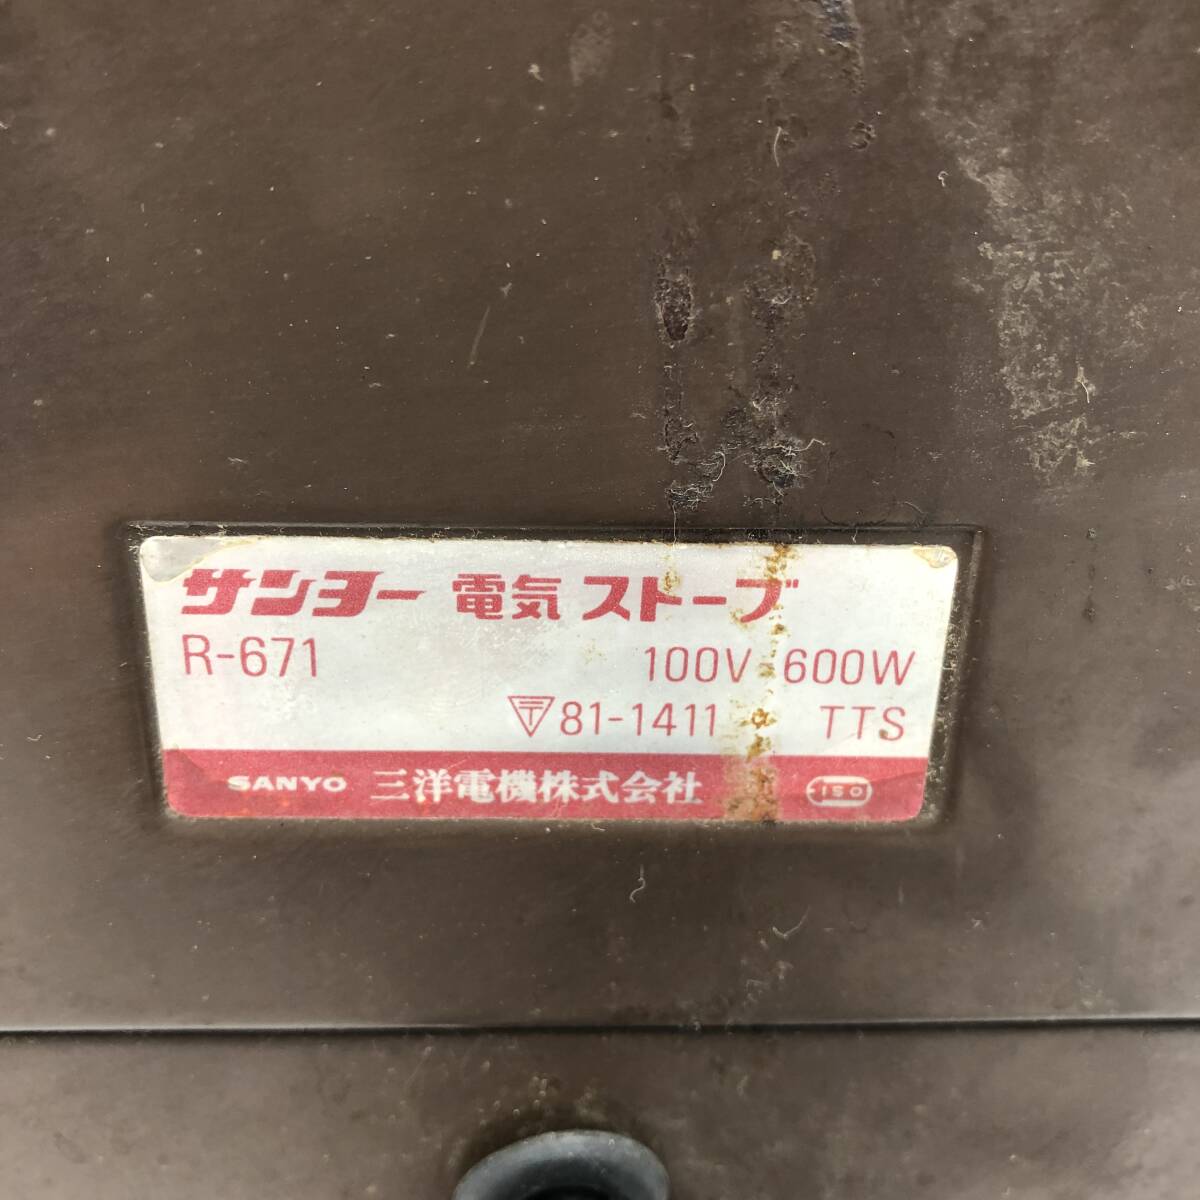 サンヨー 電気ストーブ
R-671 100V-600W
〒81-1411 TTS
SANYO 三洋電機株式会社 ISO